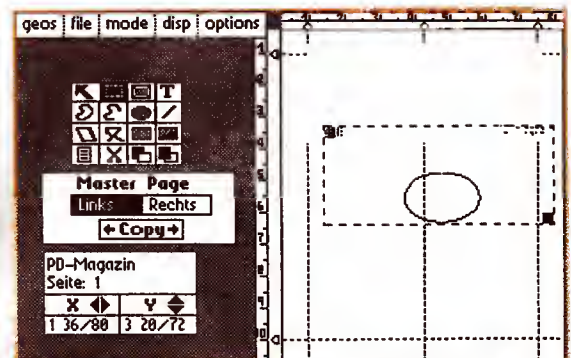 geos file mode disp options
T
Master Page
Links Rechts
Copy
PD-Magazin
Seite: 1
X Y
1 36/80 3 20/72